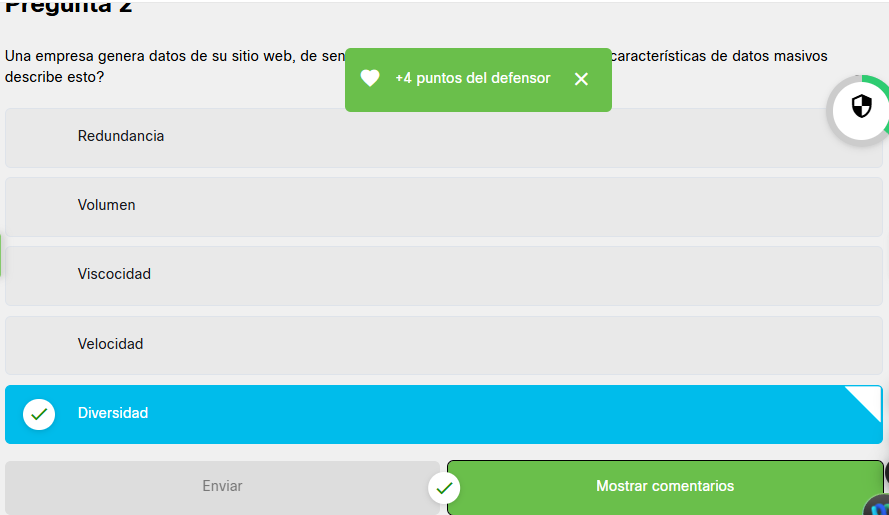 Pregunta 2
Una empresa genera datos de su sitio web, de sen
características de datos masivos
describe esto?
+4 puntos del defensor
Redundancia
Volumen
Viscocidad
Velocidad
Diversidad
Enviar
Mostrar comentarios